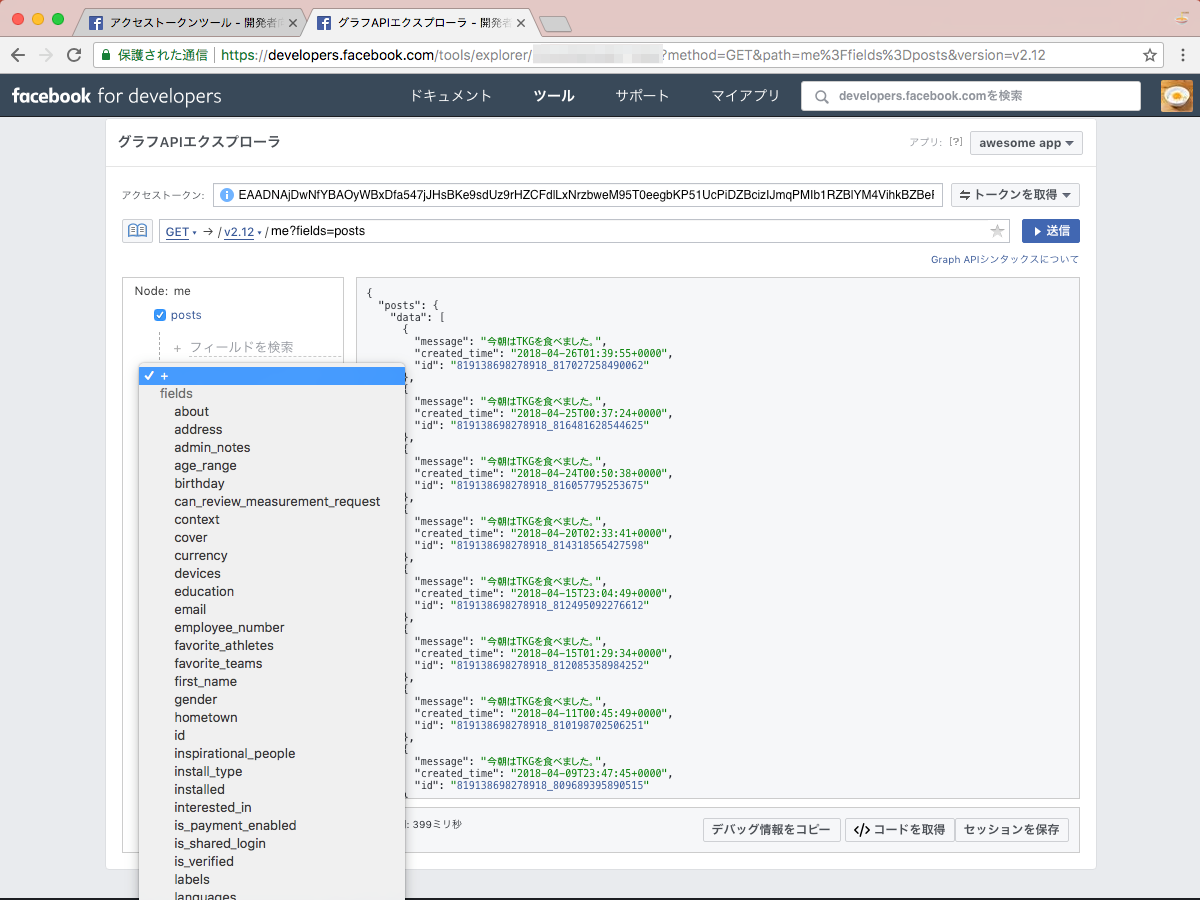 アクセストークンツール - 開発者
グラフAPIエクスプローラ - 開発者
保護された通信
https://developers.facebook.com/tools/explorer/
?method=GET&path=me%3Ffields%3Dposts&version=v2.12
facebook for developers
ドキュメント
ツール
サポート
マイアプリ
developers.facebook.comを検索
グラフAPIエクスプローラ
アプリ: [?]
awesome app
アクセストークン:
トークンを取得
GET → / v2.12 / me?fields=posts
送信
Graph APIシンタックスについて
Node: me
posts
+ フィールドを検索
✓ +
fields
about
address
admin_notes
age_range
birthday
can_review_measurement_request
context
cover
currency
devices
education
email
employee_number
favorite_athletes
favorite_teams
first_name
gender
hometown
id
inspirational_people
install_type
installed
interested_in
is_payment_enabled
is_shared_login
is_verified
labels
languages
{
"posts": {
"data": [
{
"message": "今朝はTKGを食べました。",
"created_time": "2018-04-26T01:39:55+0000",
"id": "819138698278918_817027258490062"
},
{
"message": "今朝はTKGを食べました。",
"created_time": "2018-04-25T00:37:24+0000",
"id": "819138698278918_816481628544625"
},
{
"message": "今朝はTKGを食べました。",
"created_time": "2018-04-24T00:50:38+0000",
"id": "819138698278918_816057795253675"
},
{
"message": "今朝はTKGを食べました。",
"created_time": "2018-04-20T02:33:41+0000",
"id": "819138698278918_814318565427598"
},
{
"message": "今朝はTKGを食べました。",
"created_time": "2018-04-15T23:04:49+0000",
"id": "819138698278918_812495092276612"
},
{
"message": "今朝はTKGを食べました。",
"created_time": "2018-04-15T01:29:34+0000",
"id": "819138698278918_812085358984252"
},
{
"message": "今朝はTKGを食べました。",
"created_time": "2018-04-11T00:45:49+0000",
"id": "819138698278918_810198702506251"
},
{
"message": "今朝はTKGを食べました。",
"created_time": "2018-04-09T23:47:45+0000",
"id": "819138698278918_809689395890515"
}
: 399ミリ秒
デバッグ情報をコピー
</> コードを取得
セッションを保存